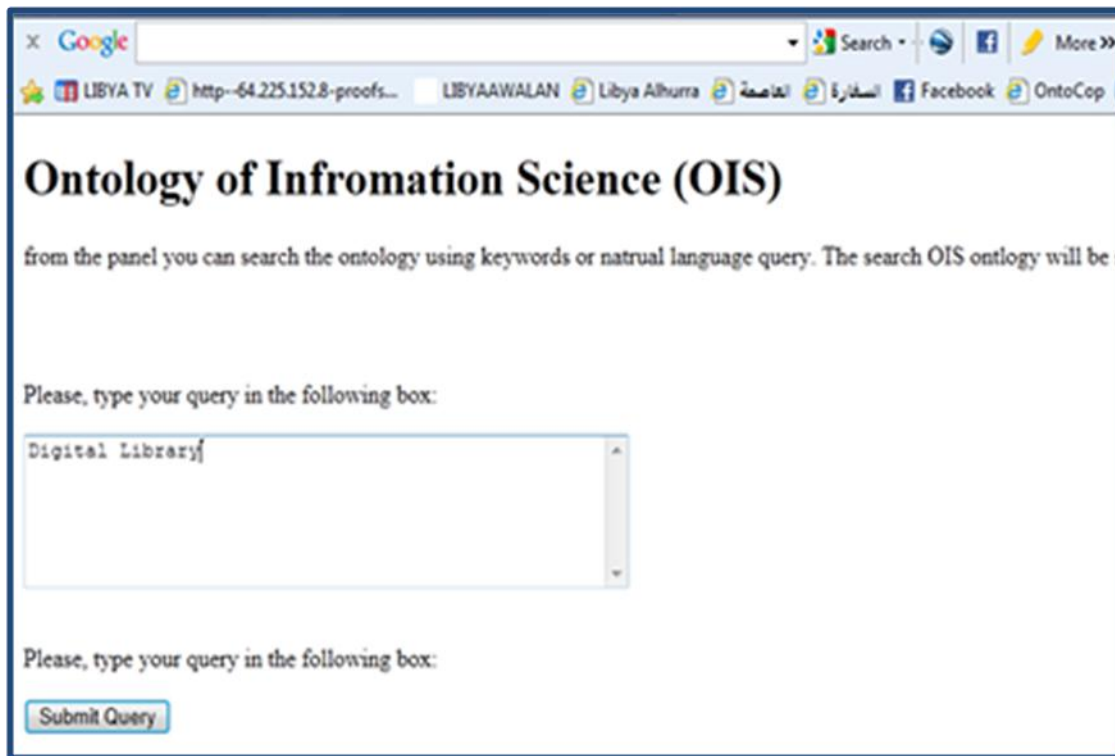 x Google Search More »
LIBYA TV http--64.225.152.8-proofs... LIBYAAWALAN Libya Alhurra العاصمة السفارة Facebook OntoCop
Ontology of Infromation Science (OIS)
from the panel you can search the ontology using keywords or natrual language query. The search OIS ontlogy will be
Please, type your query in the following box:
Digital Library
Please, type your query in the following box:
Submit Query